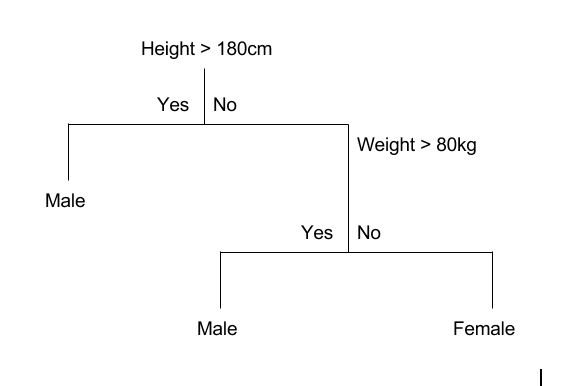 Height > 180cm
Yes No
Weight > 80kg
Male
Yes No
Male Female